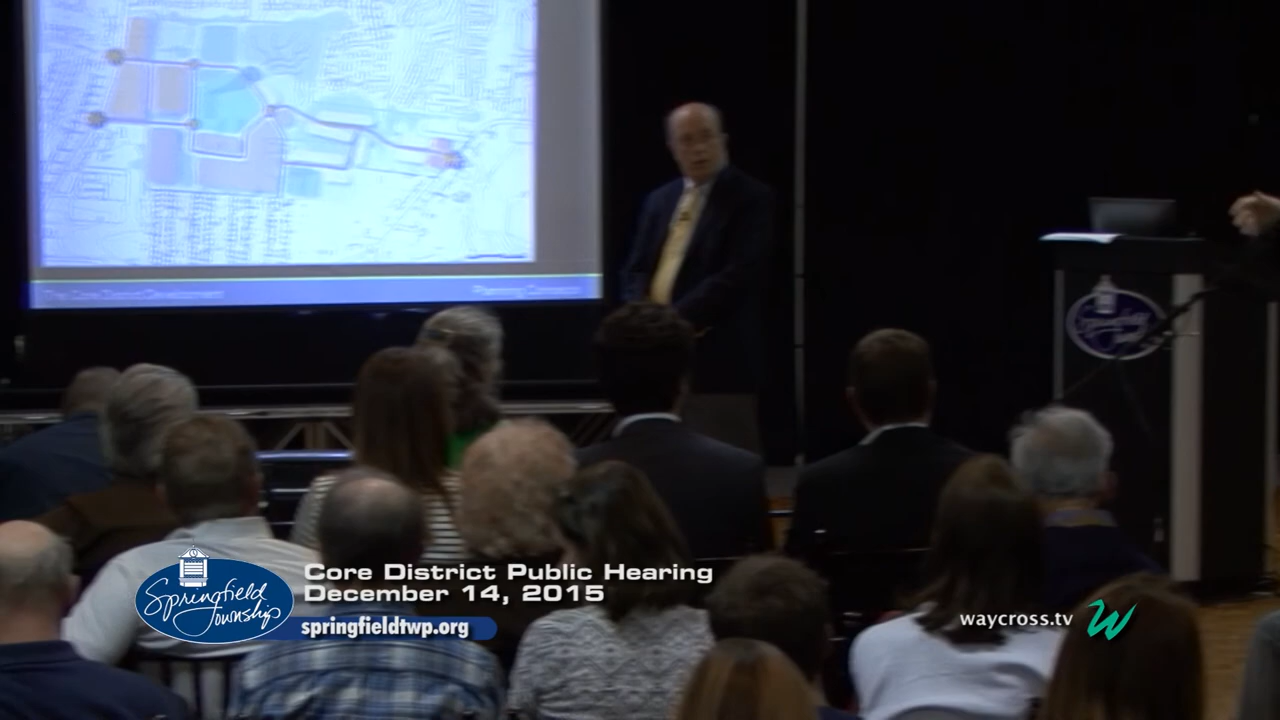 Core District Public Hearing
December 14, 2015
Springfield
Township
springfieldtwp.org
waycross.tv